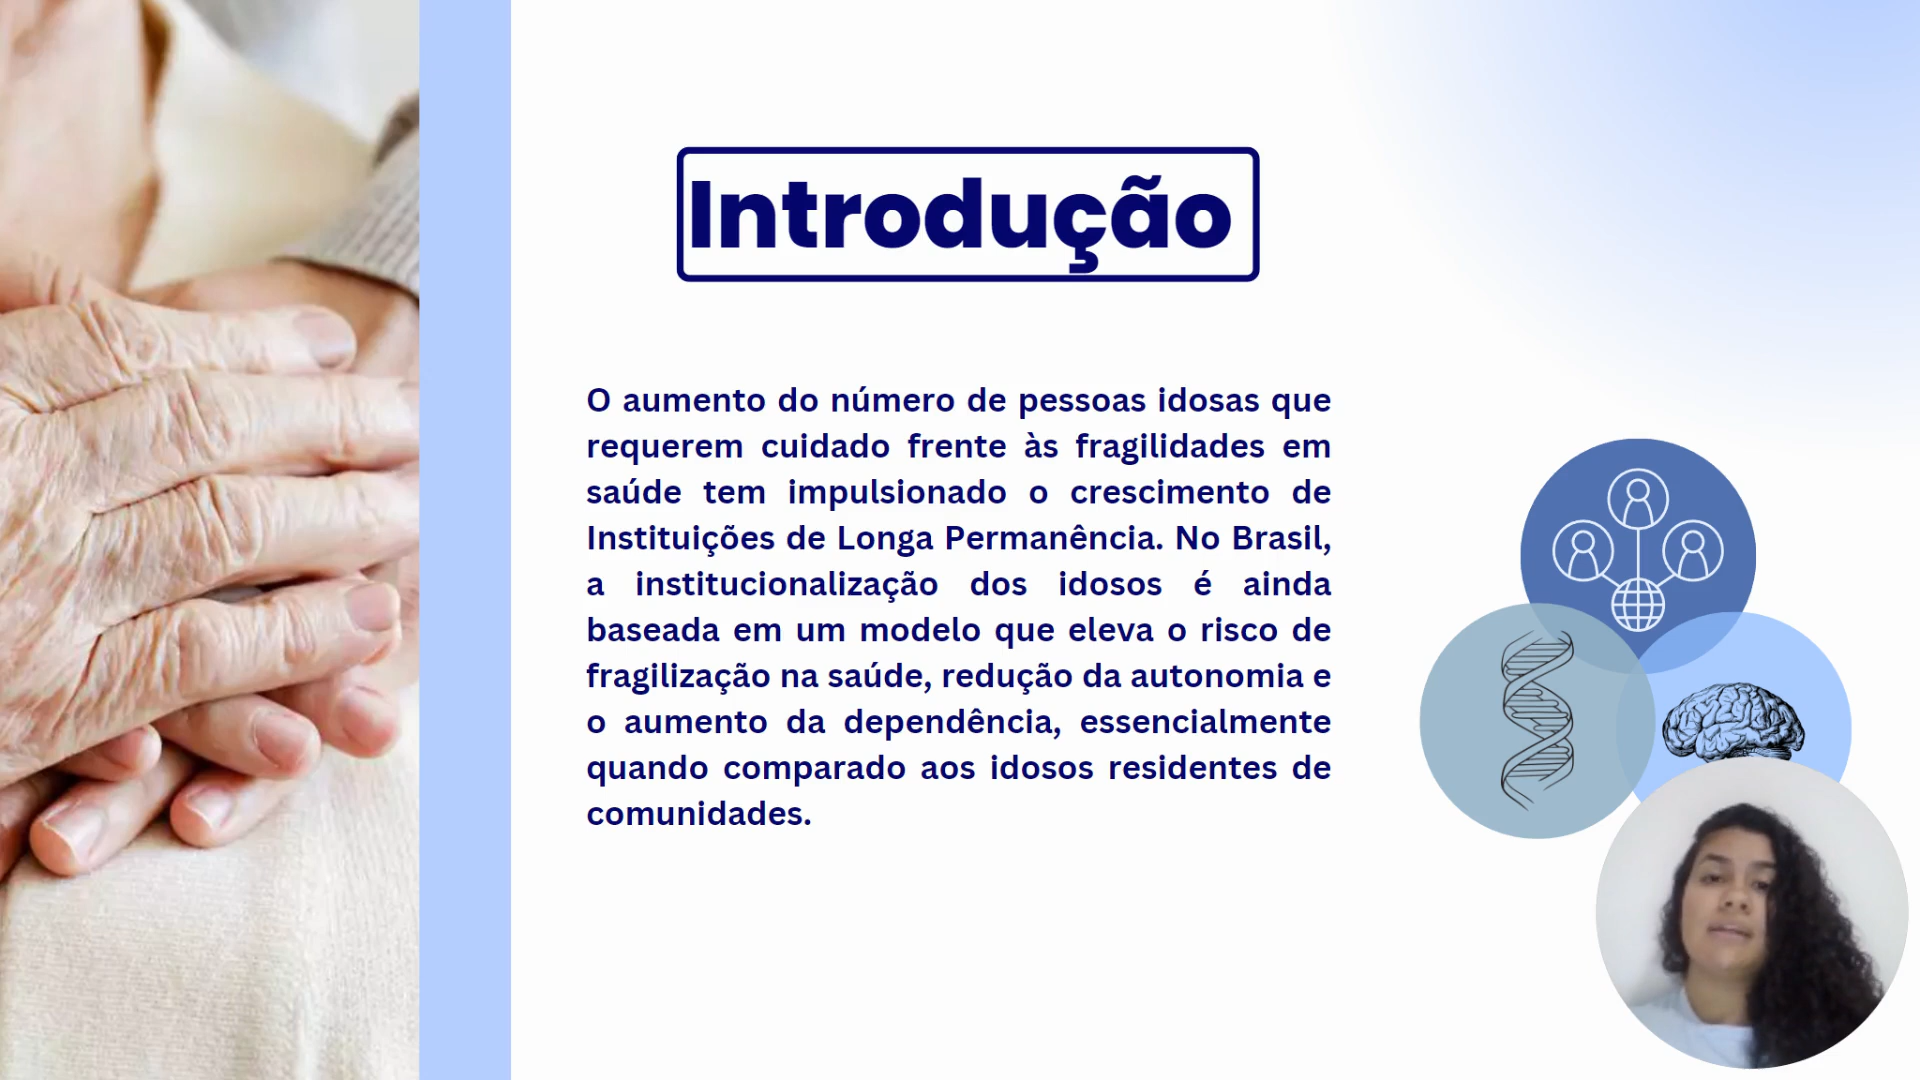 Introdução
O aumento do número de pessoas idosas que
requerem cuidado frente às fragilidades em
saúde tem impulsionado o crescimento de
Instituições de Longa Permanência. No Brasil,
a institucionalização dos idosos é ainda
baseada em um modelo que eleva o risco de
fragilização na saúde, redução da autonomia e
o aumento da dependência, essencialmente
quando comparado aos idosos residentes de
comunidades.